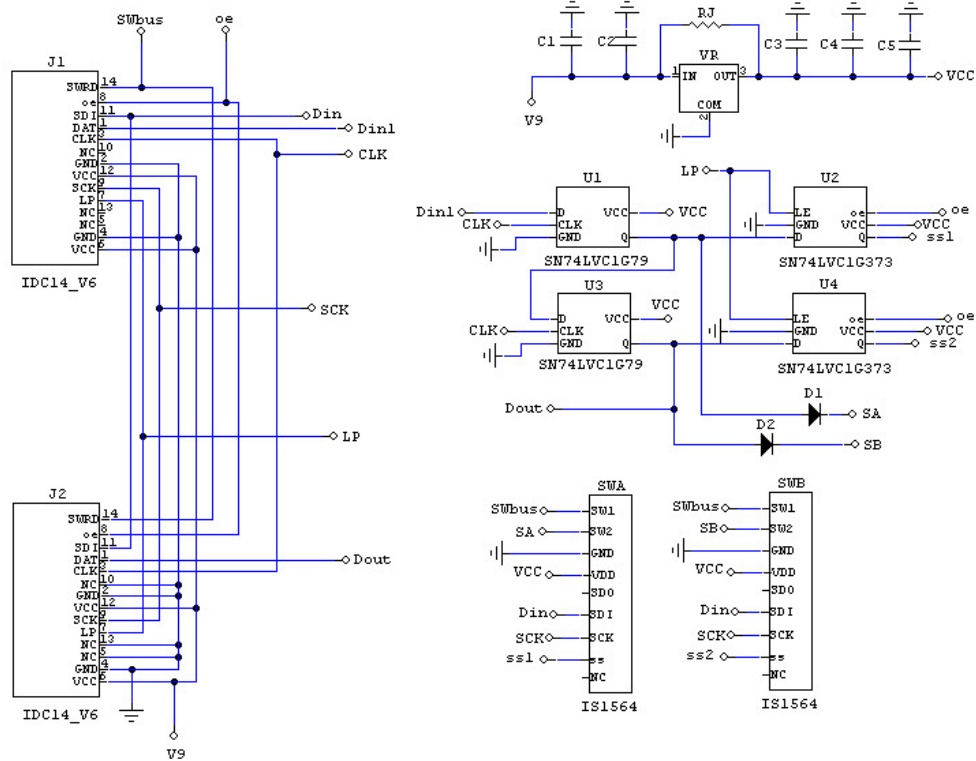 SWbus oe
J1
SWRD 14
oe 8
SDI 11 Din
DAT 1 Din1
CLK 3
NC 10 CLK
GND 2
VCC 12
SCK 9
LP 7
NC 13
NC 5
GND 4
VCC 6
IDC14_V6
SCK
LP
J2
SWRD 14
oe 8
SDI 11
DAT 1 Dout
CLK 3
NC 10
GND 2
VCC 12
SCK 9
LP 7
NC 13
NC 5
GND 4
VCC 6
IDC14_V6
V9
RJ
C1 C2 VR C3 C4 C5
1 IN OUT 3 VCC
COM
2
V9
LP
U1 U2
Din1 D VCC VCC LE oe oe
CLK CLK GND VCC VCC
GND Q D Q ss1
SN74LVC1G79 SN74LVC1G373
U3 VCC U4
D VCC LE oe oe
CLK CLK GND VCC VCC
GND Q D Q ss2
SN74LVC1G79 SN74LVC1G373
D1
Dout SA
D2
SB
SWA
SWbus SW1
SA SW2
GND
VCC VDD
SDO
Din SDI
SCK SCK
ss1 ss
NC
IS1564
SWB
SWbus SW1
SB SW2
GND
VCC VDD
SDO
Din SDI
SCK SCK
ss2 ss
NC
IS1564